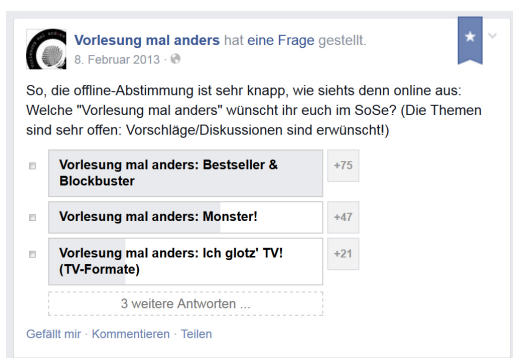 Vorlesung mal anders hat eine Frage gestellt.
8. Februar 2013 ·
So, die offline-Abstimmung ist sehr knapp, wie siehts denn online aus:
Welche "Vorlesung mal anders" wünscht ihr euch im SoSe? (Die Themen
sind sehr offen: Vorschläge/Diskussionen sind erwünscht!)
Vorlesung mal anders: Bestseller & +75
Blockbuster
Vorlesung mal anders: Monster! +47
Vorlesung mal anders: Ich glotz' TV! +21
(TV-Formate)
3 weitere Antworten ...
Gefällt mir · Kommentieren · Teilen